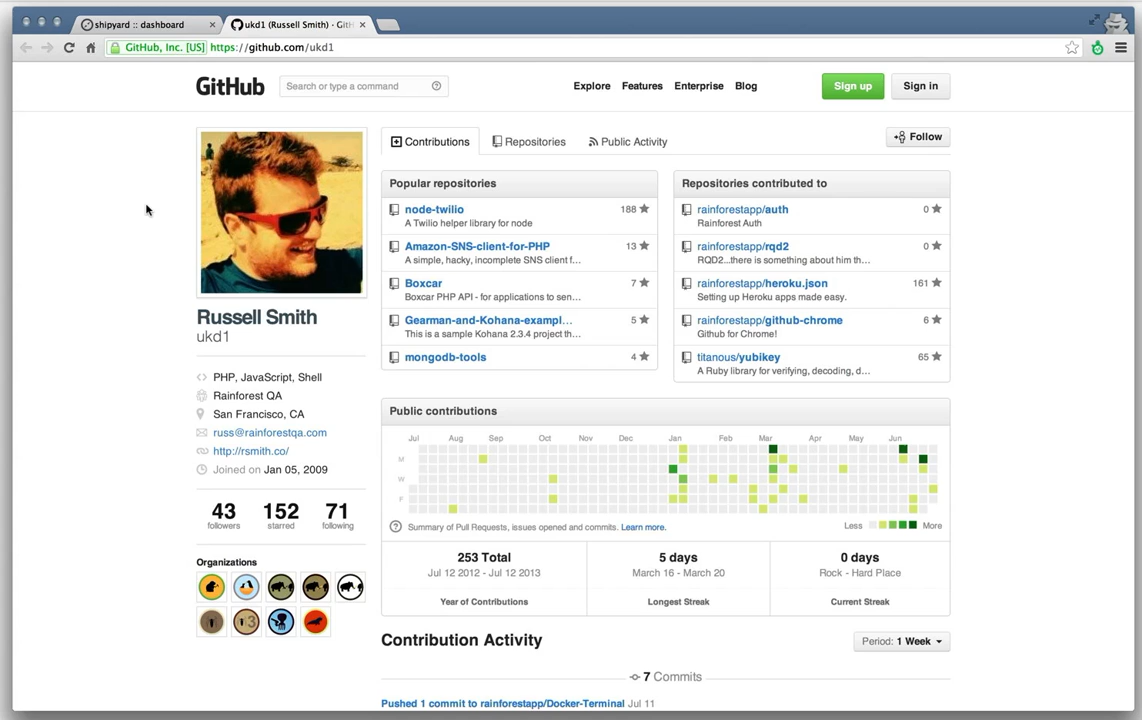 shipyard :: dashboard
ukd1 (Russell Smith) · GitH
GitHub, Inc. [US] https://github.com/ukd1
GitHub
Search or type a command
Explore Features Enterprise Blog
Sign up
Sign in
Contributions
Repositories
Public Activity
Follow
Russell Smith
ukd1
PHP, JavaScript, Shell
Rainforest QA
San Francisco, CA
russ@rainforestqa.com
http://rsmith.co/
Joined on Jan 05, 2009
43 152 71
followers starred following
Organizations
Popular repositories
node-twilio 188
A Twilio helper library for node
Amazon-SNS-client-for-PHP 13
A simple, hacky, incomplete SNS client f...
Boxcar 7
Boxcar PHP API - for applications to sen...
Gearman-and-Kohana-exampl... 5
This is a sample Kohana 2.3.4 project th...
mongodb-tools 4
Repositories contributed to
rainforestapp/auth 0
Rainforest Auth
rainforestapp/rqd2 0
RQD2...there is something about him th...
rainforestapp/heroku.json 161
Setting up Heroku apps made easy.
rainforestapp/github-chrome 6
Github for Chrome!
titanous/yubikey 65
A Ruby library for verifying, decoding, d...
Public contributions
Jul Aug Sep Oct Nov Dec Jan Feb Mar Apr May Jun
M
W
F
Summary of Pull Requests, issues opened and commits. Learn more.
Less More
253 Total
Jul 12 2012 - Jul 12 2013
Year of Contributions
5 days
March 16 - March 20
Longest Streak
0 days
Rock - Hard Place
Current Streak
Contribution Activity
Period: 1 Week
7 Commits
Pushed 1 commit to rainforestapp/Docker-Terminal Jul 11